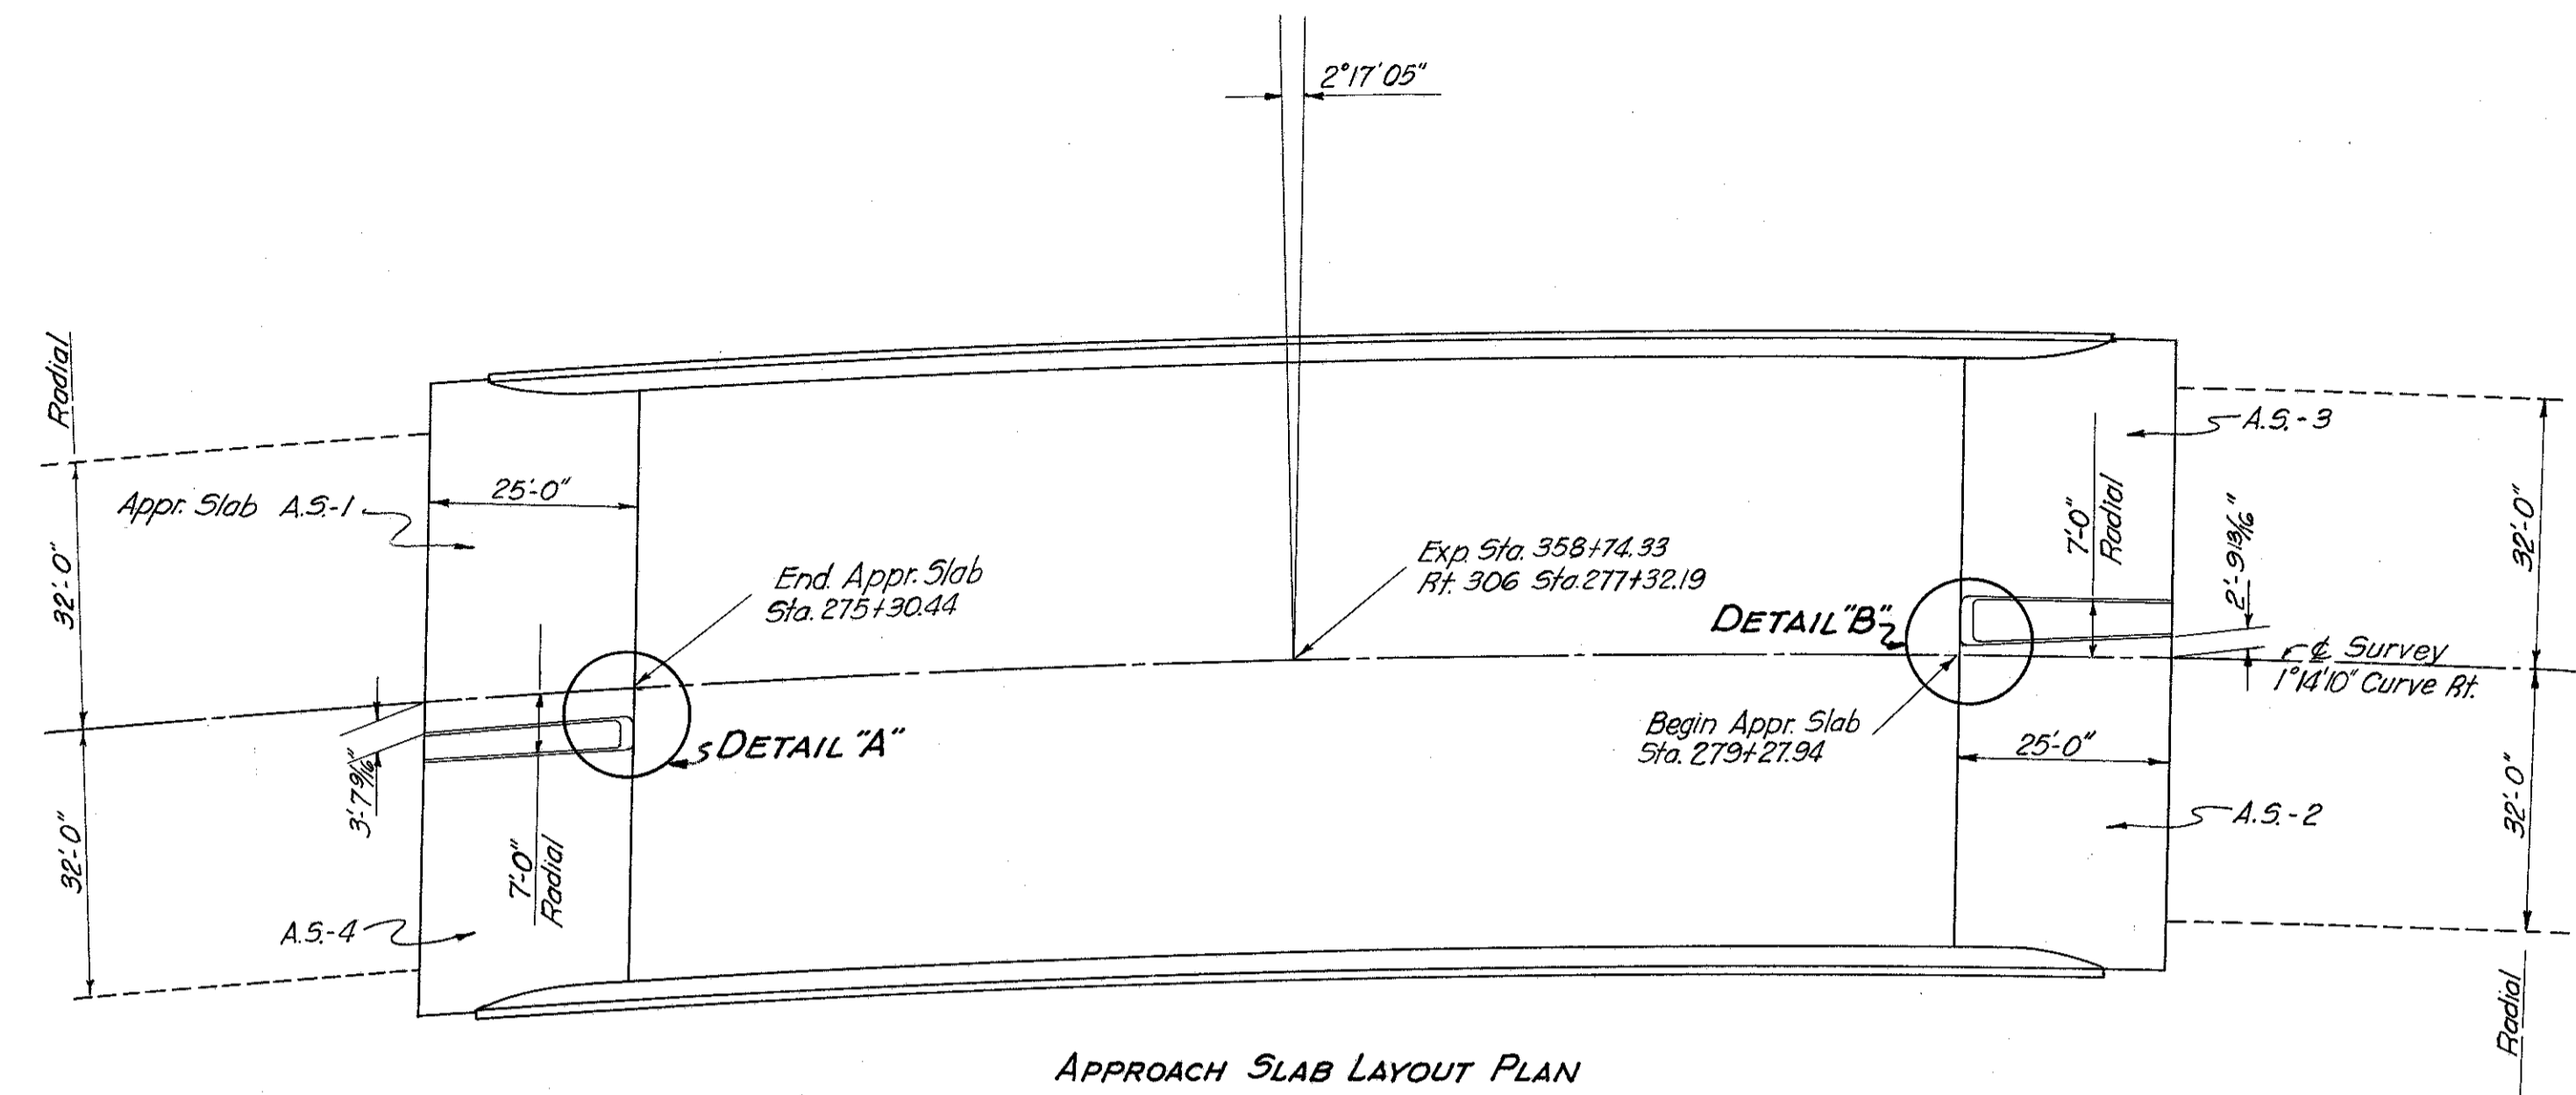 2°17'05"
Radial
32'-0"
32'-0"
Appr. Slab A.S.-1
25'-0"
End. Appr. Slab
Sta. 275+30.44
Exp. Sta. 358+74.33
Rt. 306 Sta. 277+32.19
A.S.-3
7'-0"
Radial
2'-9 13/16"
32'-0"
DETAIL "B"
℄ Survey
1°14'10" Curve Rt.
DETAIL "A"
Begin Appr. Slab
Sta. 279+27.94
25'-0"
3'-7 9/16"
7'-0"
Radial
A.S.-4
A.S.-2
32'-0"
Radial
APPROACH SLAB LAYOUT PLAN